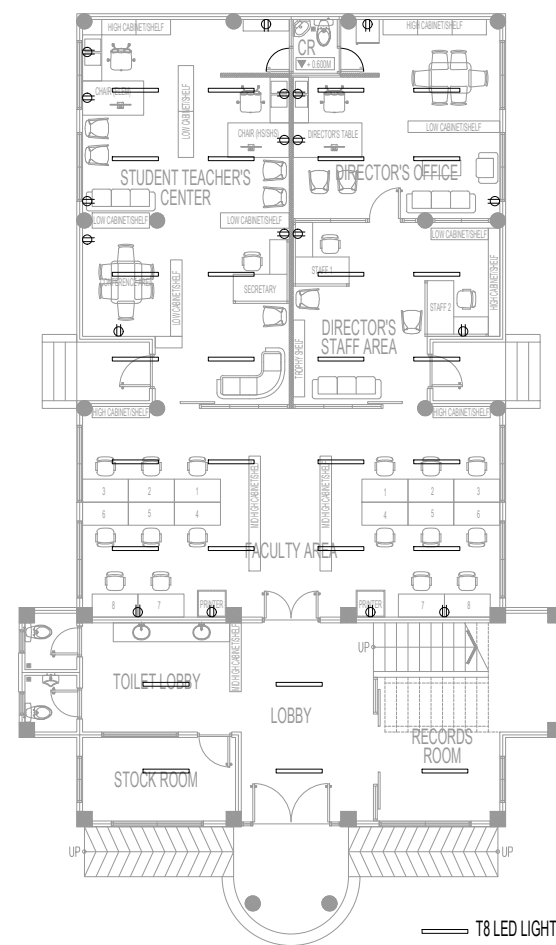 HIGH CABINET/SHELF
HIGH CABINET/SHELF
CR
+ 0.600M
CHAIR (ELEM)
LOW CABINET/SHELF
CHAIR (HS/SHS)
DIRECTOR'S TABLE
LOW CABINET/SHELF
STUDENT TEACHER'S
CENTER
DIRECTOR'S OFFICE
LOW CABINET/SHELF
LOW CABINET/SHELF
LOW CABINET/SHELF
STAFF 1
HIGH CABINET/SHELF
CONFERENCE AREA
LOW CABINET/SHELF
SECRETARY
STAFF 2
DIRECTOR'S
STAFF AREA
TROPHY SHELF
HIGH CABINET/SHELF
HIGH CABINET/SHELF
MID HIGH CABINET/SHELF
MID HIGH CABINET/SHELF
3 2 1
1 2 3
6 5 4
4 5 6
FACULTY AREA
8 7
PRINTER
PRINTER
7 8
MID HIGH CABINET/SHELF
UP
TOILET LOBBY
LOBBY
RECORDS
ROOM
STOCK ROOM
UP
UP
T8 LED LIGHT